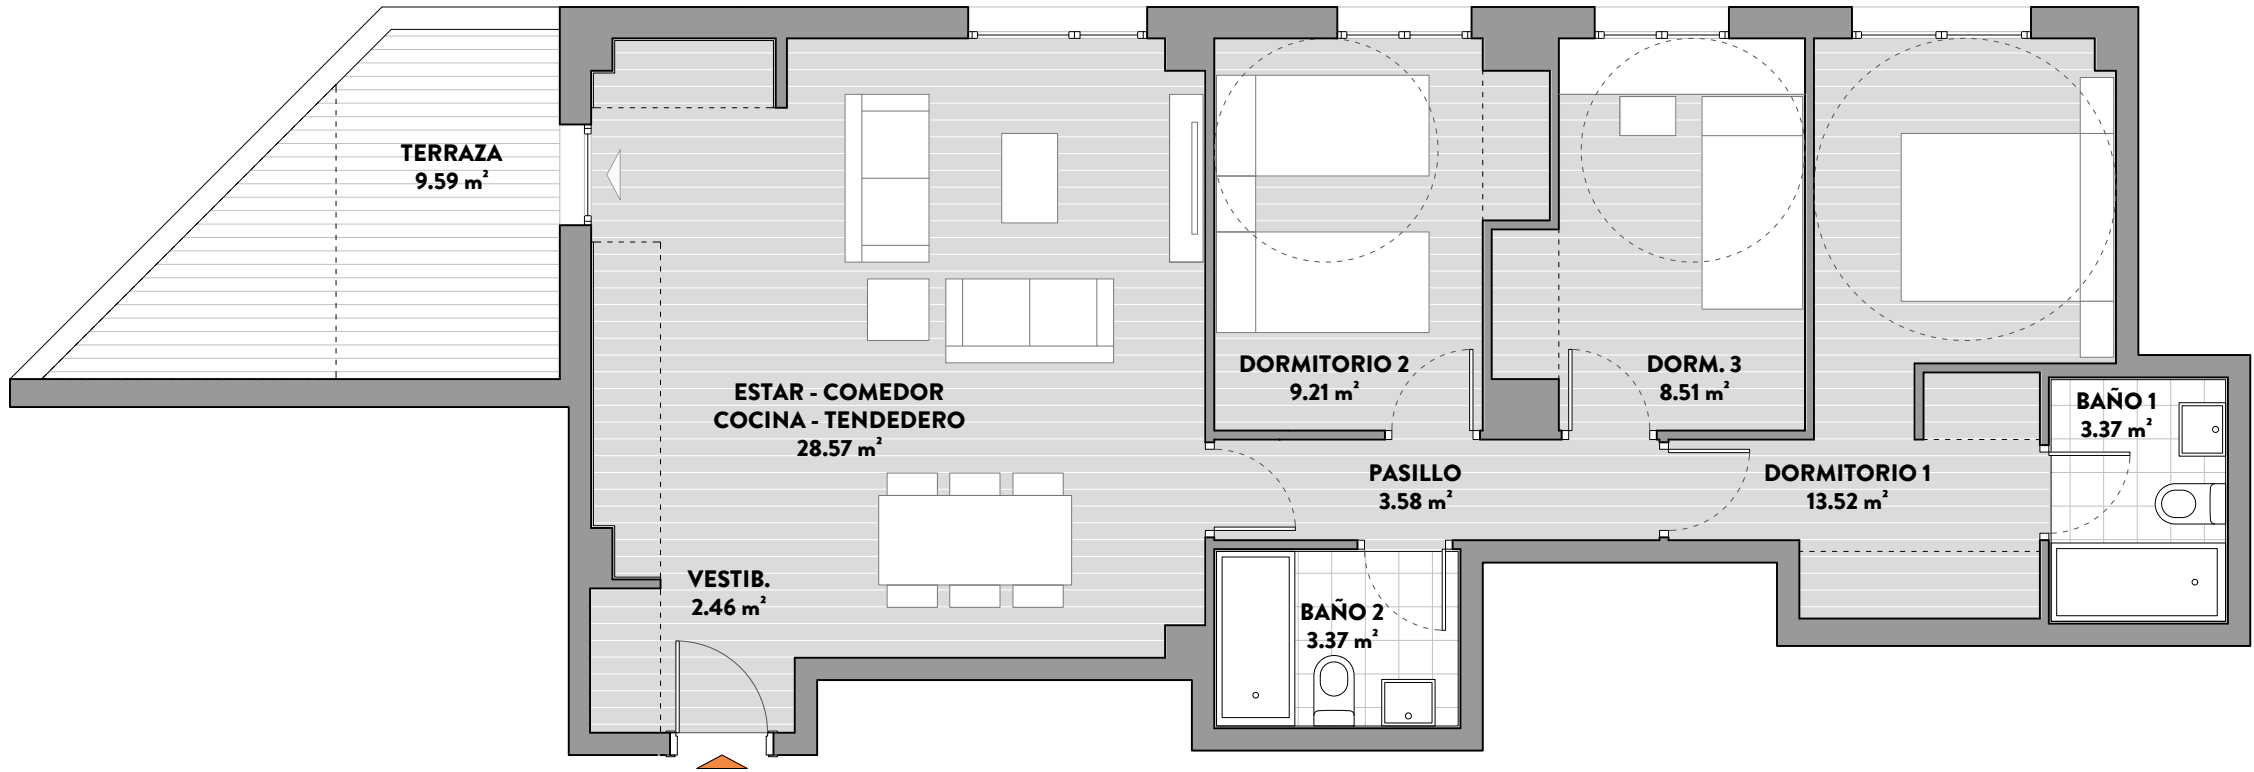 TERRAZA
9.59 m²
ESTAR - COMEDOR
COCINA - TENDEDERO
28.57 m²
VESTIB.
2.46 m²
DORMITORIO 2
9.21 m²
DORM. 3
8.51 m²
BAÑO 1
3.37 m²
PASILLO
3.58 m²
DORMITORIO 1
13.52 m²
BAÑO 2
3.37 m²